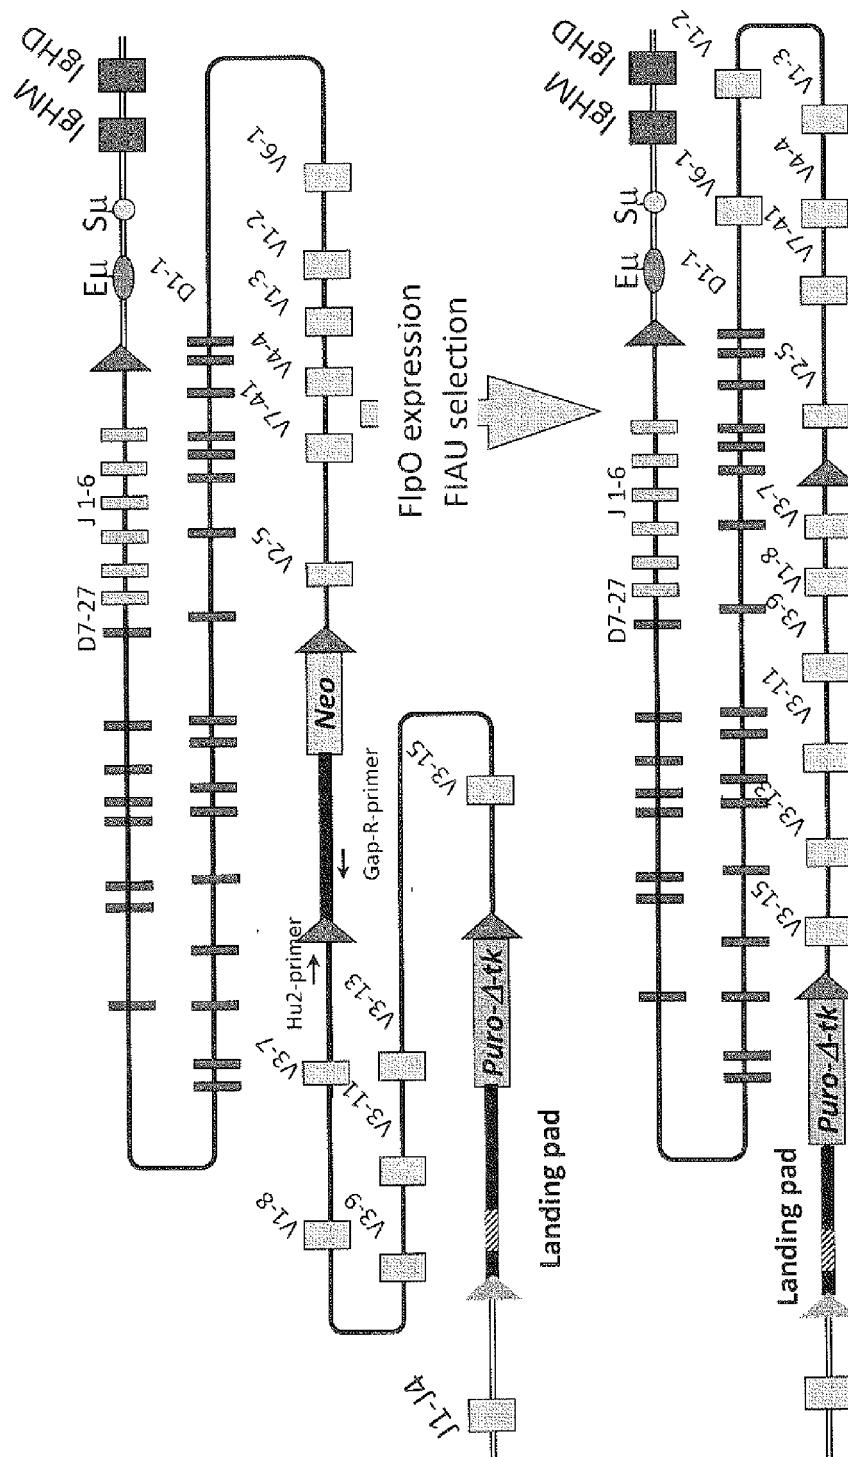 IgHD
IgHM
Sµ
Eµ
D1-1
J 1-6
D7-27
V6-1
V1-2
V1-3
V4-4
V7-41
V2-5
Neo
Gap-R-primer
Hu2-primer
V3-7
V1-8
V3-9
V3-11
V3-13
V3-15
Puro-Δ-tk
Landing pad
J1-J4
FlpO expression
FIAU selection
IgHD
IgHM
Sµ
Eµ
D1-1
J 1-6
D7-27
V6-1
V1-2
V1-3
V4-4
V7-41
V2-5
V3-7
V1-8
V3-9
V3-11
V3-13
V3-15
Puro-Δ-tk
Landing pad